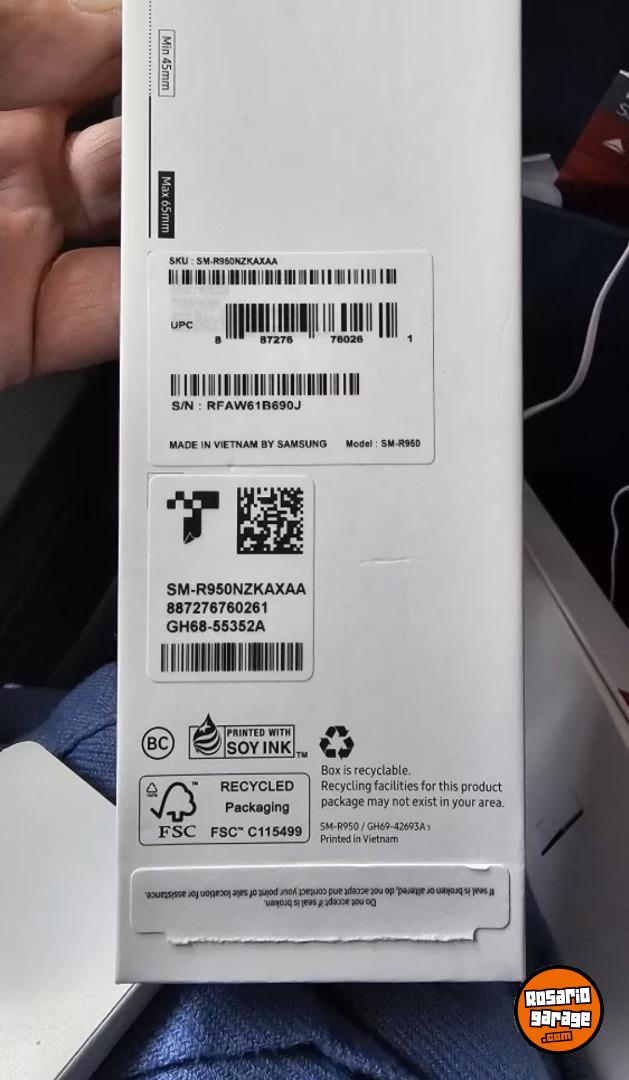 Min 45mm
Max 65mm
SKU : SM-R950NZKAXAA
UPC
8 87276 76026 1
S/N : RFAW61B690J
MADE IN VIETNAM BY SAMSUNG Model : SM-R950
SM-R950NZKAXAA
887276760261
GH68-55352A
BC
PRINTED WITH
SOY INK TM
Box is recyclable.
Recycling facilities for this product
package may not exist in your area.
100%
TM
FSC
RECYCLED
Packaging
FSC™ C115499
SM-R950 / GH69-42693A
Printed in Vietnam
Do not accept if seal is broken.
If seal is broken or altered, do not accept and contact your point of sale location for assistance.
Rosario
garage
.com